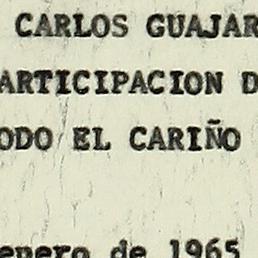 CARLOS GUAJAR
ARTICIPACION D
ODO EL CARIÑO
enero de 1965